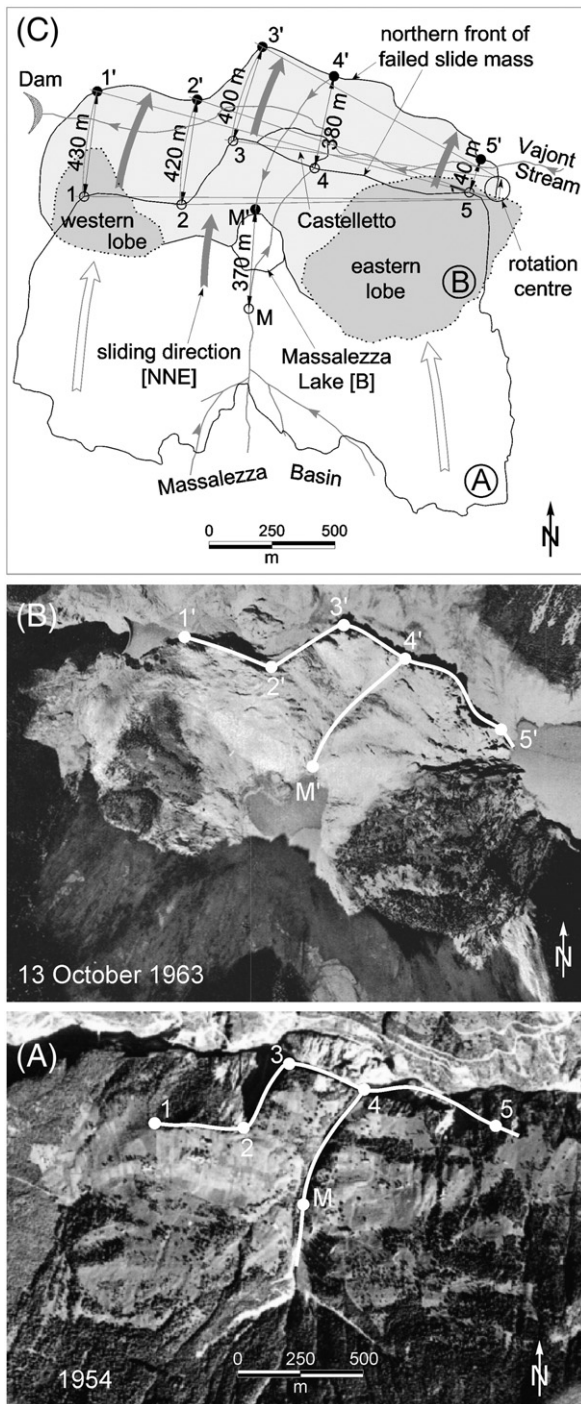 (C)
3'
northern front of
failed slide mass
Dam
1'
2'
4'
400 m
380 m
430 m
420 m
3
4
5'
140 m
Vajont
Stream
1
2
M'
5
western
lobe
Castelletto
370 m
eastern
lobe
B
rotation
centre
M
sliding direction
[NNE]
Massalezza
Lake [B]
A
Massalezza
Basin
0 250 500
m
N
(B)
1'
3'
2'
4'
5'
M'
13 October 1963
N
(A)
3
1
2
4
5
M
1954
0 250 500
m
N